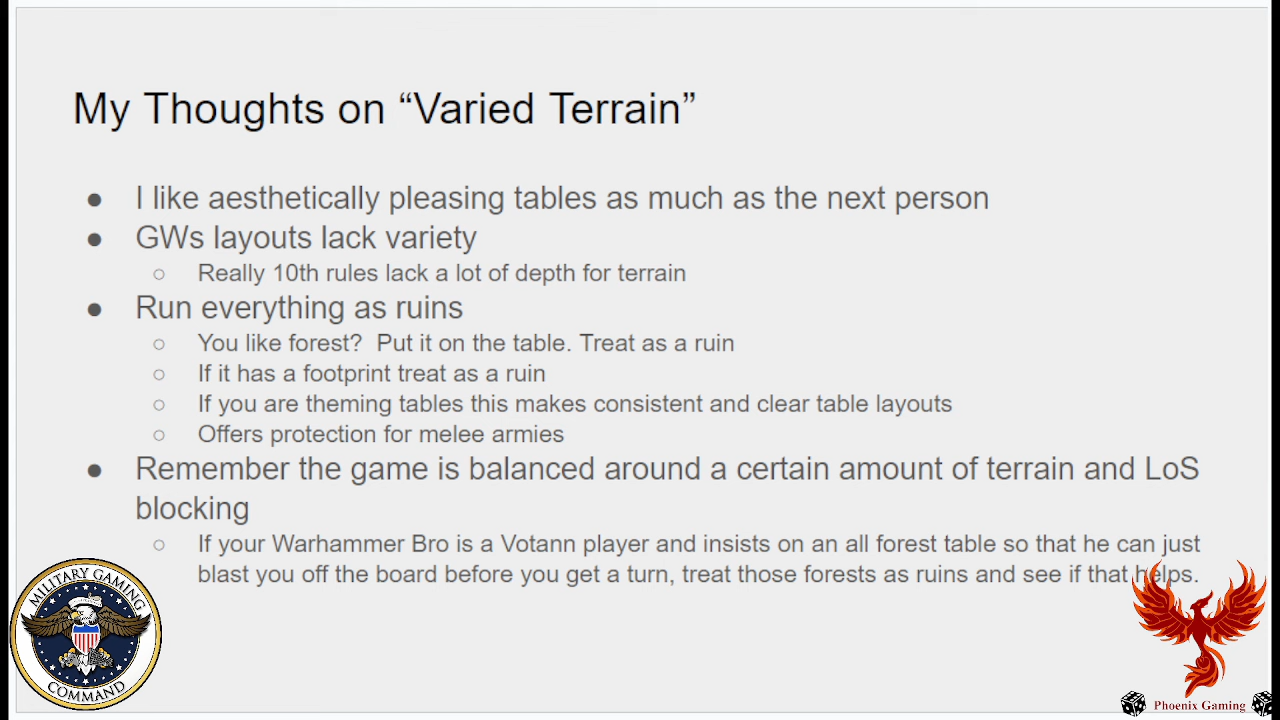 My Thoughts on “Varied Terrain”
● I like aesthetically pleasing tables as much as the next person
● GWs layouts lack variety
○ Really 10th rules lack a lot of depth for terrain
● Run everything as ruins
○ You like forest?  Put it on the table. Treat as a ruin
○ If it has a footprint treat as a ruin
○ If you are theming tables this makes consistent and clear table layouts
○ Offers protection for melee armies
● Remember the game is balanced around a certain amount of terrain and LoS
blocking
○ If your Warhammer Bro is a Votann player and insists on an all forest table so that he can just
blast you off the board before you get a turn, treat those forests as ruins and see if that helps.
MILITARY GAMING
COMMAND
Phoenix Gaming